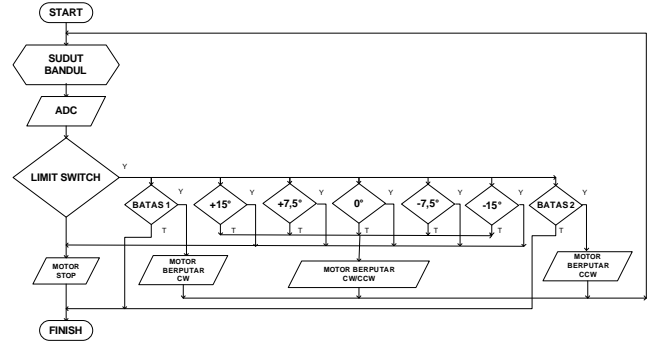 START
SUDUT
BANDUL
ADC
LIMIT SWITCH
Y
BATAS 1
Y
T
+15°
Y
T
+7,5°
Y
T
0°
Y
T
-7,5°
Y
T
-15°
Y
T
BATAS 2
Y
T
MOTOR
STOP
MOTOR
BERPUTAR
CW
MOTOR BERPUTAR
CW/CCW
MOTOR
BERPUTAR
CCW
FINISH